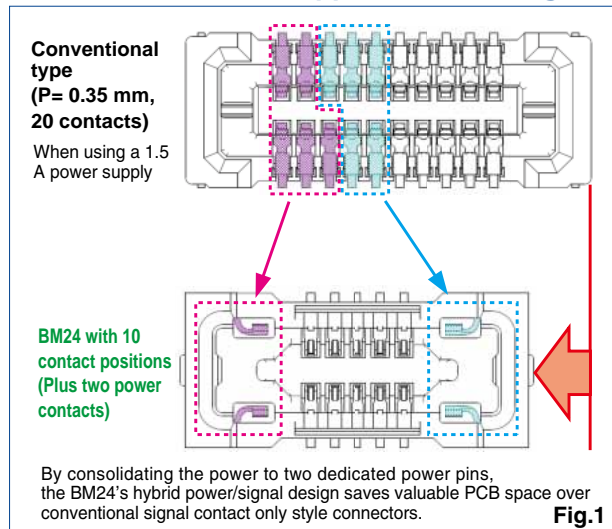 Conventional
type
(P= 0.35 mm,
20 contacts)
When using a 1.5
A power supply
BM24 with 10
contact positions
(Plus two power
contacts)
By consolidating the power to two dedicated power pins,
the BM24's hybrid power/signal design saves valuable PCB space over
conventional signal contact only style connectors.
Fig.1